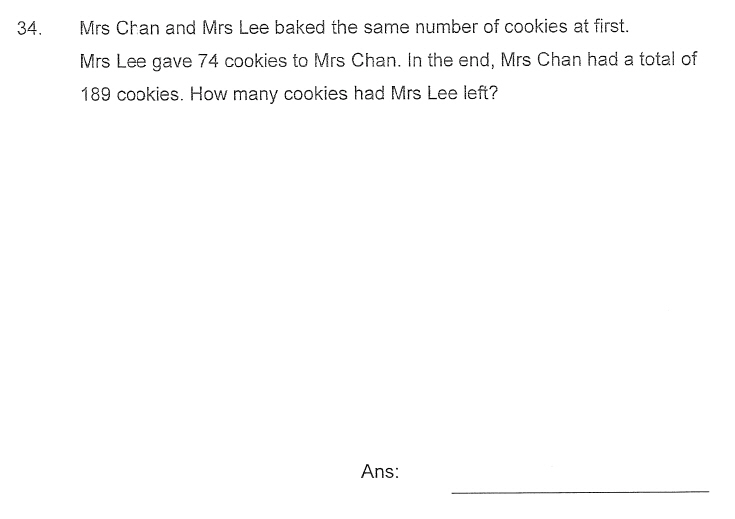 34. Mrs Chan and Mrs Lee baked the same number of cookies at first.
Mrs Lee gave 74 cookies to Mrs Chan. In the end, Mrs Chan had a total of
189 cookies. How many cookies had Mrs Lee left?
Ans: